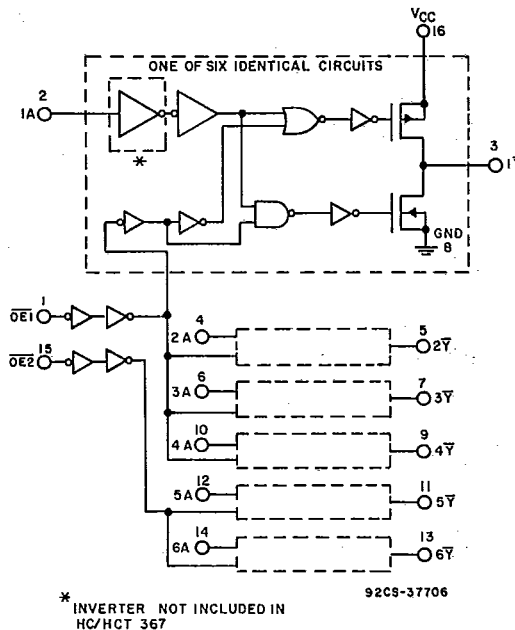 VCC
16
ONE OF SIX IDENTICAL CIRCUITS
2
1A
*
3
1Y
GND
8
1
OE1
15
OE2
4
2A
5
2Y
6
3A
7
3Y
10
4A
9
4Y
12
5A
11
5Y
14
6A
13
6Y
92CS-37706
* INVERTER NOT INCLUDED IN
HC/HCT 367